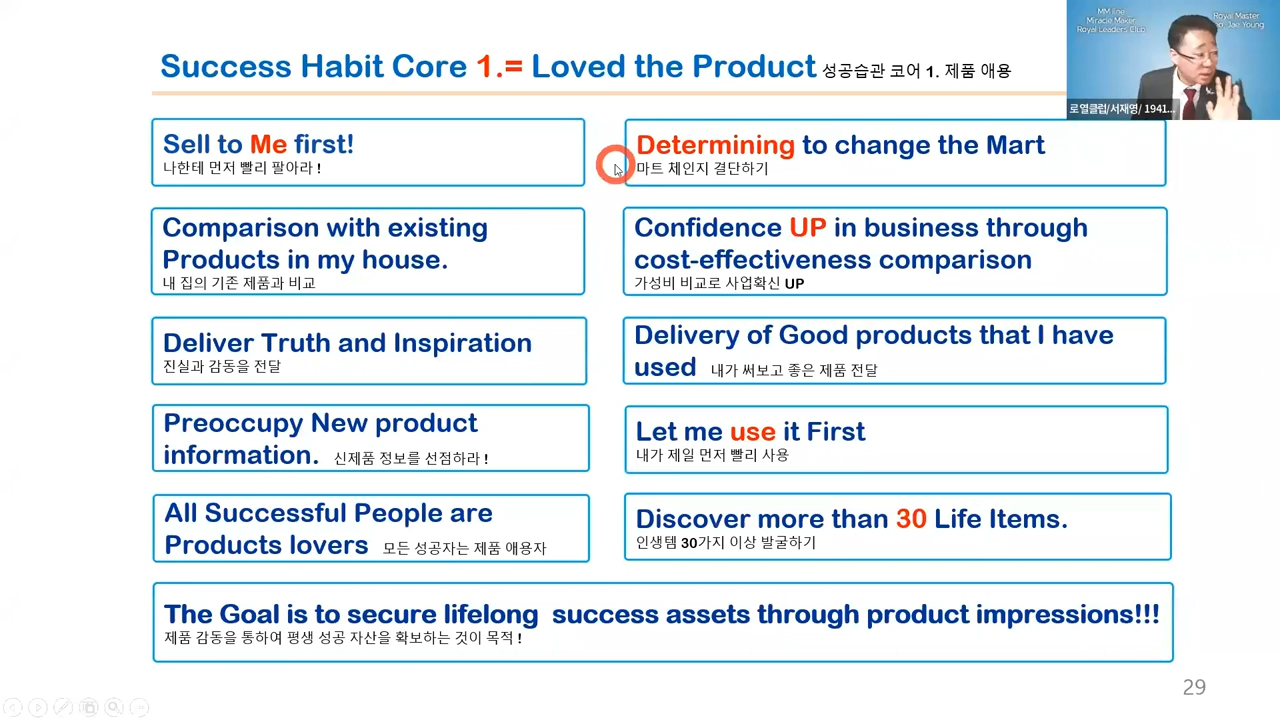 Success Habit Core 1.= Loved the Product 성공습관 코어 1. 제품 애용
MM line
Miracle Maker
Royal Leaders Club
Royal Master
Jae Young
로열클럽/서재영/ 1941...
Sell to Me first!
나한테 먼저 빨리 팔아라 !
Determining to change the Mart
마트 체인지 결단하기
Comparison with existing
Products in my house.
내 집의 기존 제품과 비교
Confidence UP in business through
cost-effectiveness comparison
가성비 비교로 사업확신 UP
Deliver Truth and Inspiration
진실과 감동을 전달
Delivery of Good products that I have
used 내가 써보고 좋은 제품 전달
Preoccupy New product
information. 신제품 정보를 선점하라 !
Let me use it First
내가 제일 먼저 빨리 사용
All Successful People are
Products lovers 모든 성공자는 제품 애용자
Discover more than 30 Life Items.
인생템 30가지 이상 발굴하기
The Goal is to secure lifelong success assets through product impressions!!!
제품 감동을 통하여 평생 성공 자산을 확보하는 것이 목적 !
29